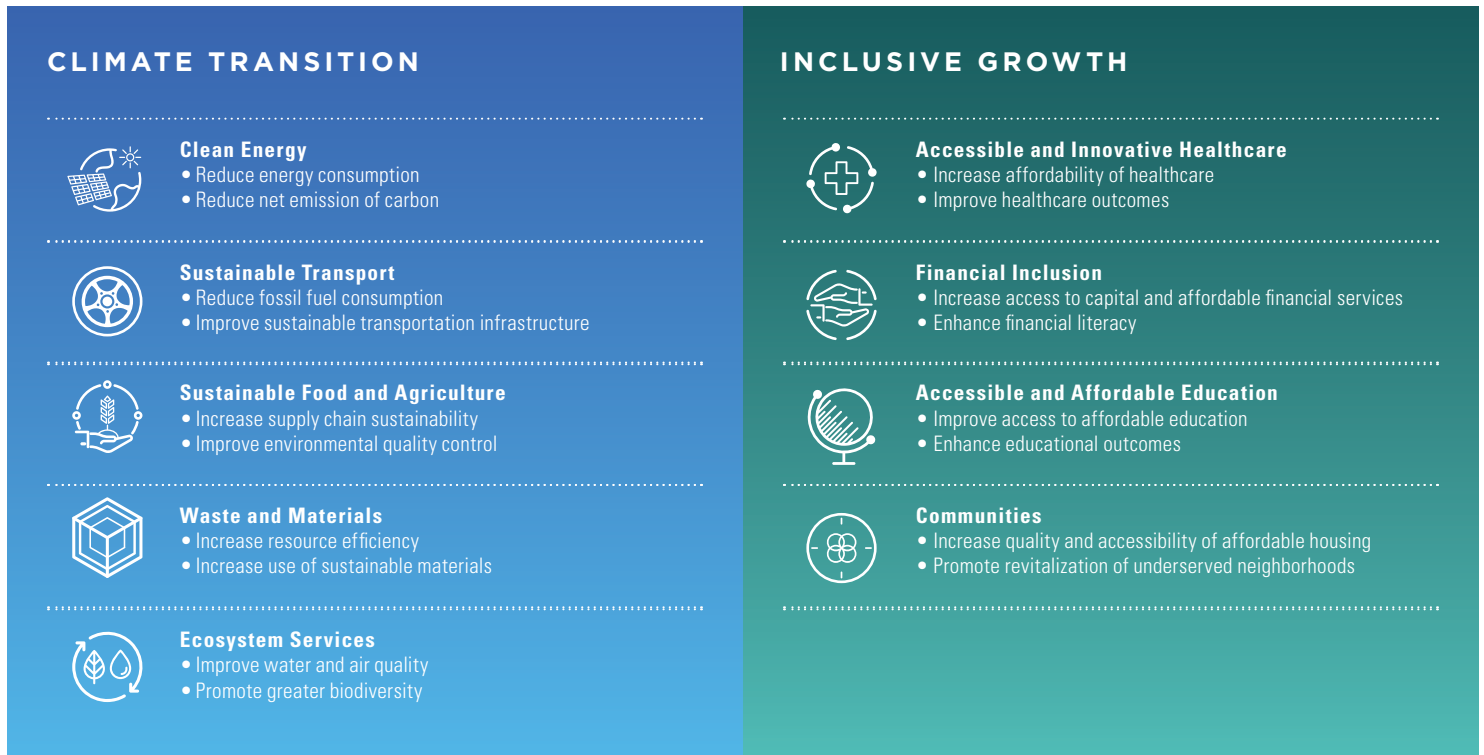 CLIMATE TRANSITION
Clean Energy
• Reduce energy consumption
• Reduce net emission of carbon
Sustainable Transport
• Reduce fossil fuel consumption
• Improve sustainable transportation infrastructure
Sustainable Food and Agriculture
• Increase supply chain sustainability
• Improve environmental quality control
Waste and Materials
• Increase resource efficiency
• Increase use of sustainable materials
Ecosystem Services
• Improve water and air quality
• Promote greater biodiversity
INCLUSIVE GROWTH
Accessible and Innovative Healthcare
• Increase affordability of healthcare
• Improve healthcare outcomes
Financial Inclusion
• Increase access to capital and affordable financial services
• Enhance financial literacy
Accessible and Affordable Education
• Improve access to affordable education
• Enhance educational outcomes
Communities
• Increase quality and accessibility of affordable housing
• Promote revitalization of underserved neighborhoods